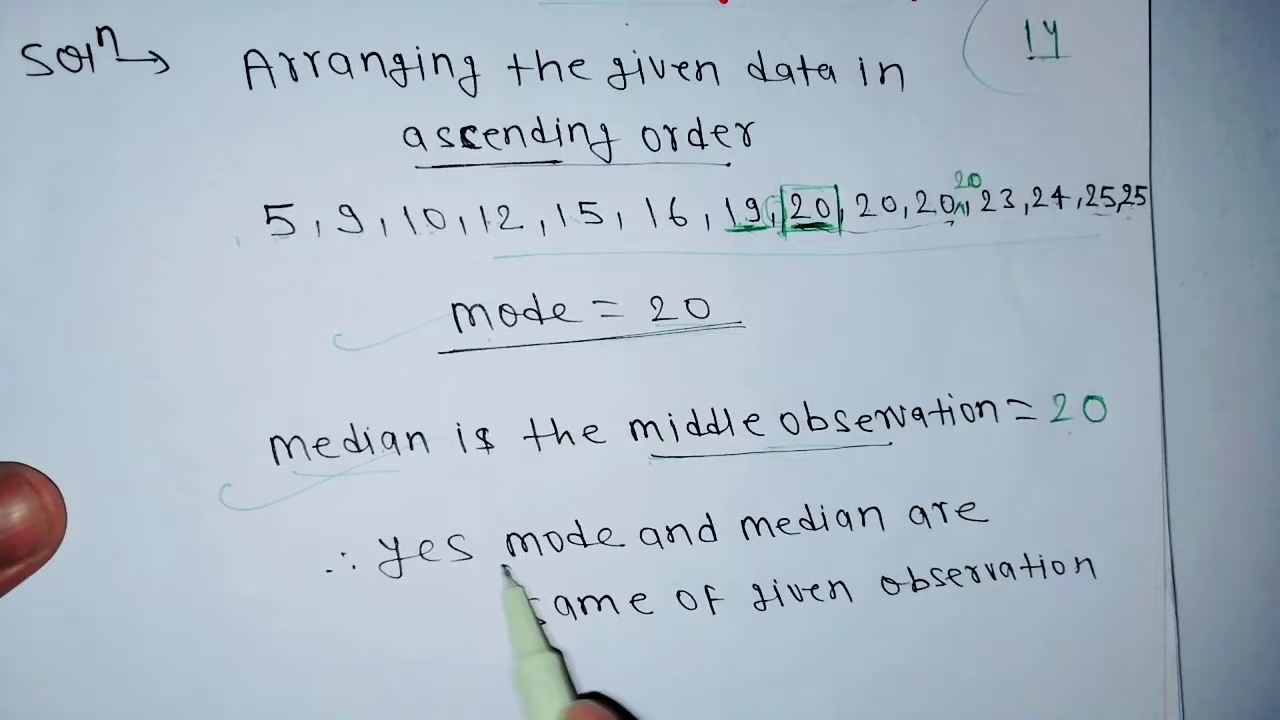 Solⁿ→ Arranging the given data in 14
ascending order
20
5, 9, 10, 12, 15, 16, 19, 20, 20, 20, 23, 24, 25, 25
mode = 20
median is the middle observation = 20
∴ yes mode and median are
same of given observation